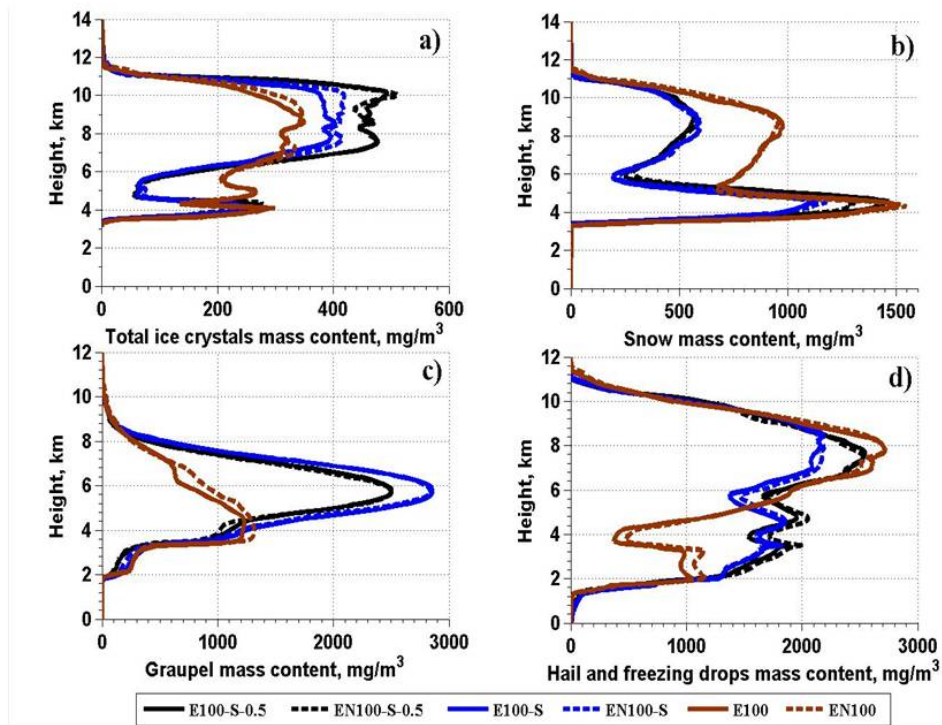 a)
14
12
10
8
6
4
2
0
Height, km
0 200 400 600
Total ice crystals mass content, mg/m³
b)
14
12
10
8
6
4
2
0
Height, km
0 500 1000 1500
Snow mass content, mg/m³
c)
12
10
8
6
4
2
0
Height, km
0 1000 2000 3000
Graupel mass content, mg/m³
d)
12
10
8
6
4
2
0
Height, km
0 1000 2000 3000
Hail and freezing drops mass content, mg/m³
E100-S-0.5 EN100-S-0.5 E100-S EN100-S E100 EN100